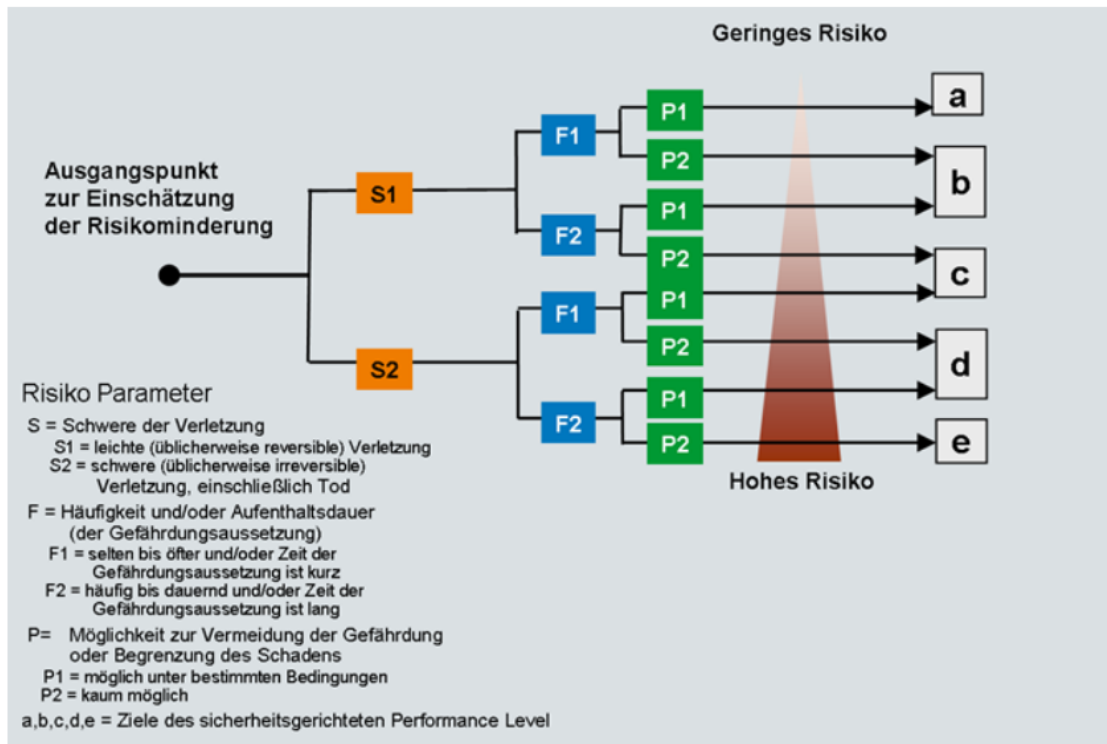 Geringes Risiko
a
P1
F1
P2
Ausgangspunkt
zur Einschätzung
der Risikominderung
S1
b
P1
F2
P2
c
P1
F1
P2
d
S2
P1
F2
P2
e
Hohes Risiko
Risiko Parameter
S = Schwere der Verletzung
S1 = leichte (üblicherweise reversible) Verletzung
S2 = schwere (üblicherweise irreversible)
Verletzung, einschließlich Tod
F = Häufigkeit und/oder Aufenthaltsdauer
(der Gefährdungsaussetzung)
F1 = selten bis öfter und/oder Zeit der
Gefährdungsaussetzung ist kurz
F2 = häufig bis dauernd und/oder Zeit der
Gefährdungsaussetzung ist lang
P= Möglichkeit zur Vermeidung der Gefährdung
oder Begrenzung des Schadens
P1 = möglich unter bestimmten Bedingungen
P2 = kaum möglich
a,b,c,d,e = Ziele des sicherheitsgerichteten Performance Level